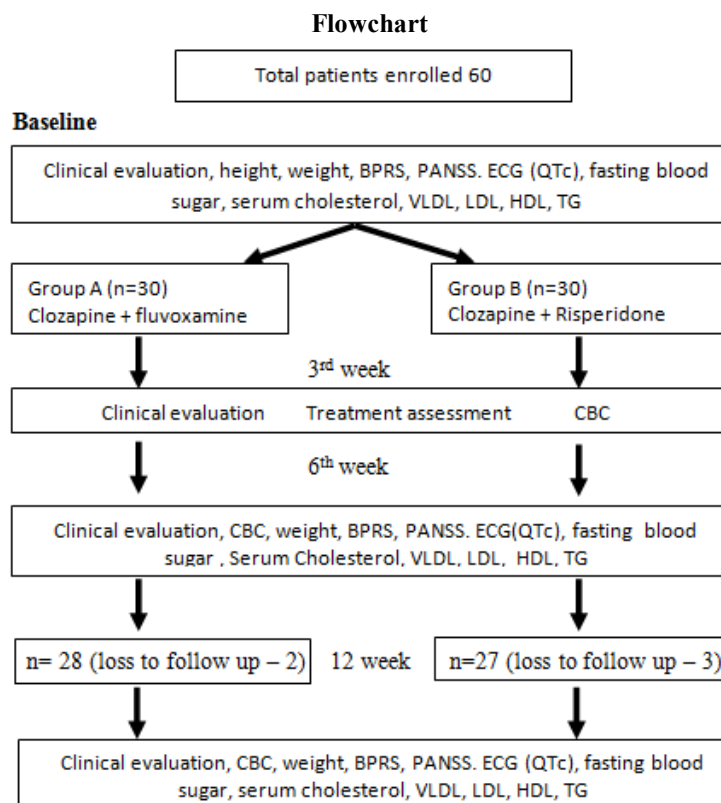 Flowchart
Total patients enrolled 60
Baseline
Clinical evaluation, height, weight, BPRS, PANSS. ECG (QTc), fasting blood
sugar, serum cholesterol, VLDL, LDL, HDL, TG
Group A (n=30)
Clozapine + fluvoxamine
Group B (n=30)
Clozapine + Risperidone
3rd week
Clinical evaluation Treatment assessment CBC
6th week
Clinical evaluation, CBC, weight, BPRS, PANSS. ECG(QTc), fasting blood
sugar , Serum Cholesterol, VLDL, LDL, HDL, TG
n= 28 (loss to follow up – 2)
12 week
n=27 (loss to follow up – 3)
Clinical evaluation, CBC, weight, BPRS, PANSS. ECG (QTc), fasting blood
sugar, serum cholesterol, VLDL, LDL, HDL, TG